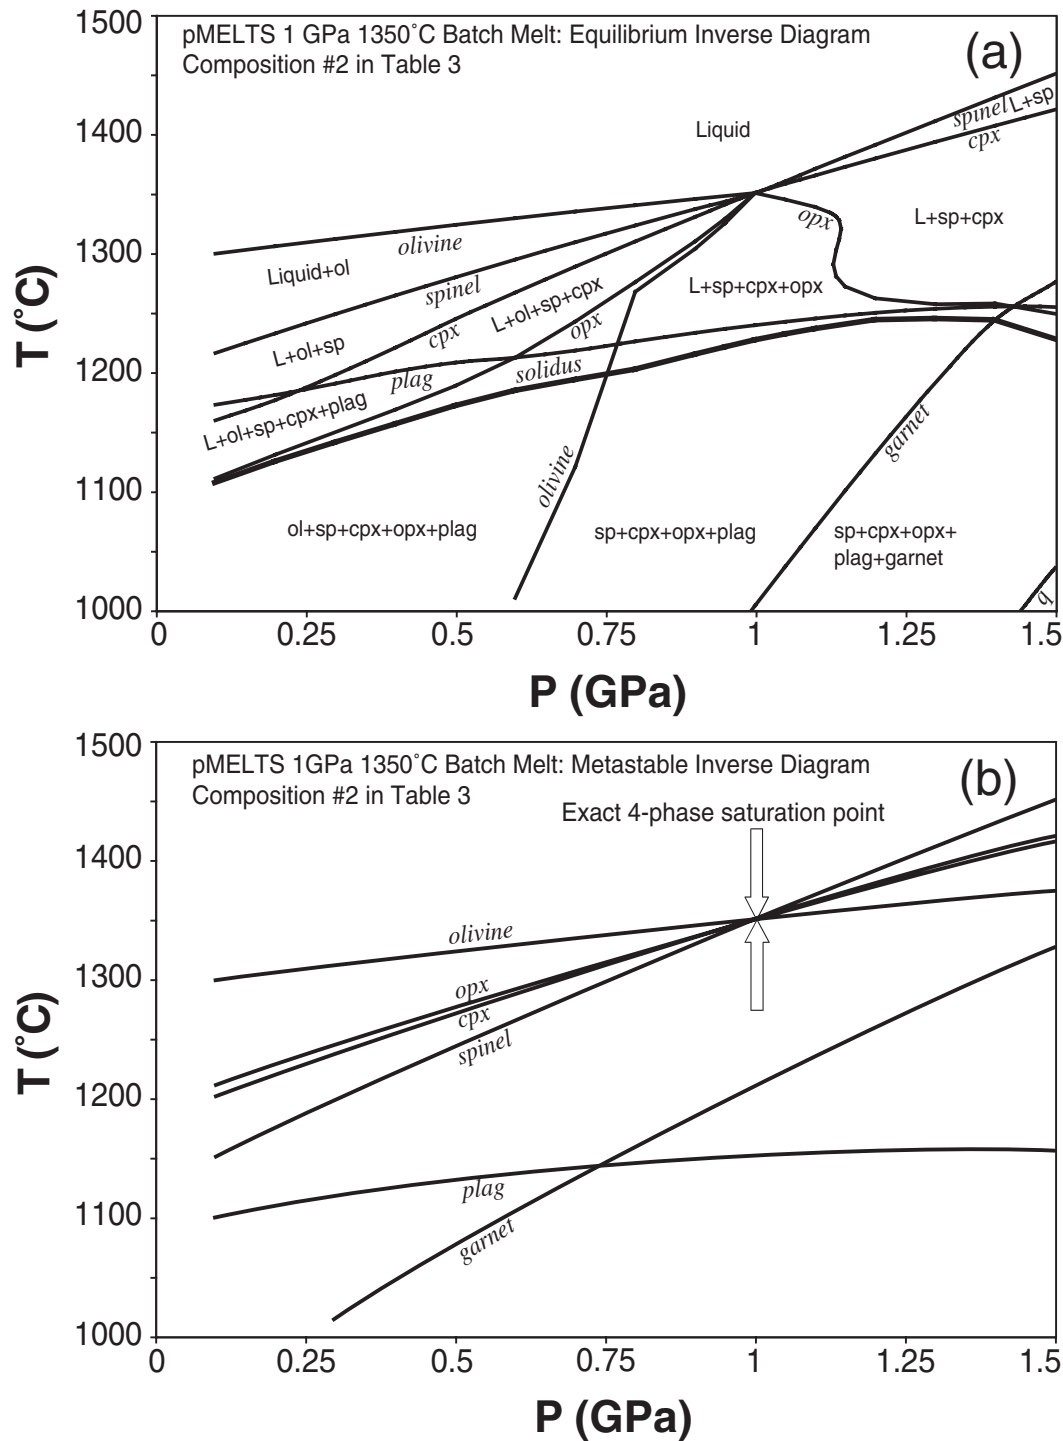 pMELTS 1 GPa 1350˚C Batch Melt: Equilibrium Inverse Diagram
Composition #2 in Table 3
(a)
1500
1400
1300
1200
1100
1000
T (˚C)
Liquid
spinel
L+sp
cpx
olivine
Liquid+ol
spinel
L+ol+sp
cpx
L+ol+sp+cpx
opx
opx
L+sp+cpx
L+sp+cpx+opx
plag
solidus
L+ol+sp+cpx+plag
olivine
garnet
ol+sp+cpx+opx+plag
sp+cpx+opx+plag
sp+cpx+opx+
plag+garnet
q
0
0.25
0.5
0.75
1
1.25
1.5
P (GPa)
pMELTS 1GPa 1350˚C Batch Melt: Metastable Inverse Diagram
Composition #2 in Table 3
(b)
Exact 4-phase saturation point
1500
1400
1300
1200
1100
1000
T (˚C)
olivine
opx
cpx
spinel
plag
garnet
0
0.25
0.5
0.75
1
1.25
1.5
P (GPa)